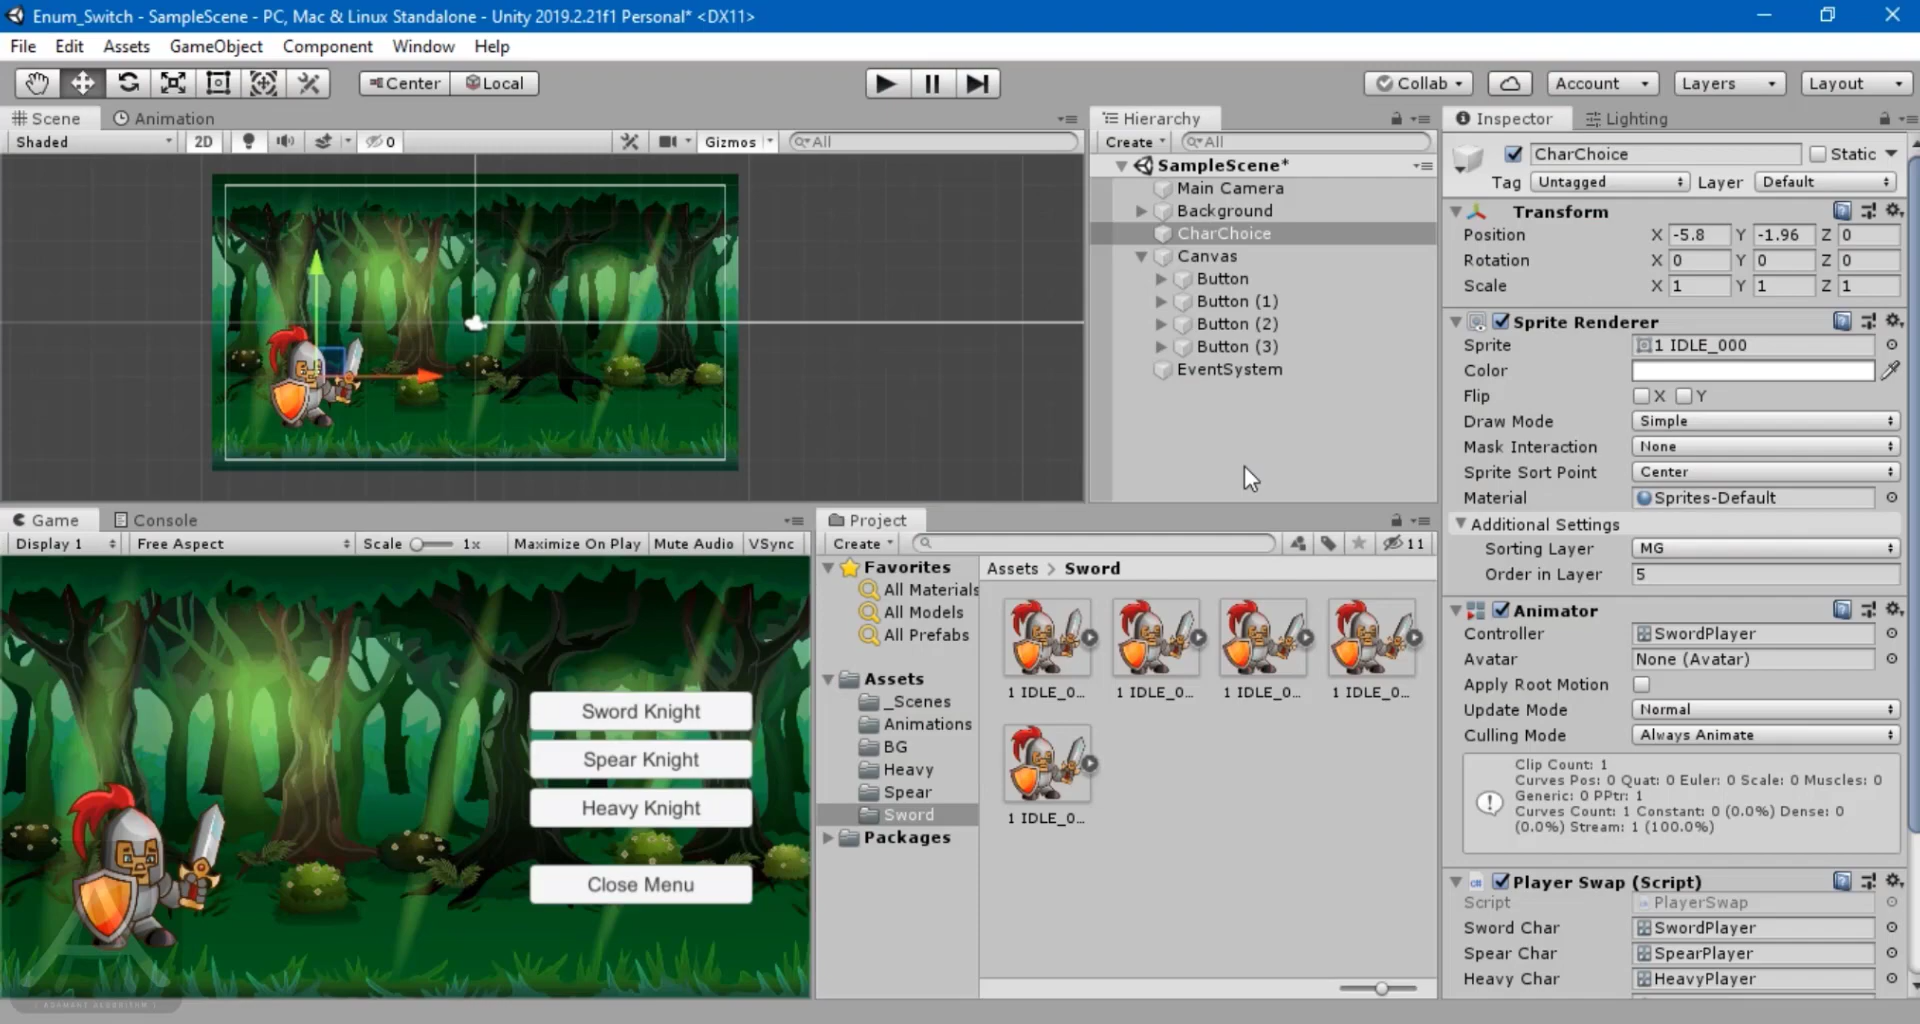 Enum_Switch - SampleScene - PC, Mac & Linux Standalone - Unity 2019.2.21f1 Personal* <DX11>
File Edit Assets GameObject Component Window Help
Center Local Collab Account Layers Layout
Scene Animation
Shaded 2D 0 Gizmos All
Hierarchy
Create All
SampleScene*
Main Camera
Background
CharChoice
Canvas
Button
Button (1)
Button (2)
Button (3)
EventSystem
Inspector Lighting
CharChoice Static
Tag Untagged Layer Default
Transform
Position X -5.8 Y -1.96 Z 0
Rotation X 0 Y 0 Z 0
Scale X 1 Y 1 Z 1
Sprite Renderer
Sprite 1 IDLE_000
Color
Flip X Y
Draw Mode Simple
Mask Interaction None
Sprite Sort Point Center
Material Sprites-Default
Additional Settings
Sorting Layer MG
Order in Layer 5
Animator
Controller SwordPlayer
Avatar None (Avatar)
Apply Root Motion
Update Mode Normal
Culling Mode Always Animate
Clip Count: 1
Curves Pos: 0 Quat: 0 Euler: 0 Scale: 0 Muscles: 0
Generic: 0 PPtr: 1
Curves Count: 1 Constant: 0 (0.0%) Dense: 0
(0.0%) Stream: 1 (100.0%)
Player Swap (Script)
Script PlayerSwap
Sword Char SwordPlayer
Spear Char SpearPlayer
Heavy Char HeavyPlayer
Game Console
Display 1 Free Aspect Scale 1x Maximize On Play Mute Audio VSync
Sword Knight
Spear Knight
Heavy Knight
Close Menu
ADAMANT ALGORITHM
Project
Create 11
Favorites
All Materials
All Models
All Prefabs
Assets
_Scenes
Animations
BG
Heavy
Spear
Sword
Packages
Assets > Sword
1 IDLE_0... 1 IDLE_0... 1 IDLE_0... 1 IDLE_0...
1 IDLE_0...